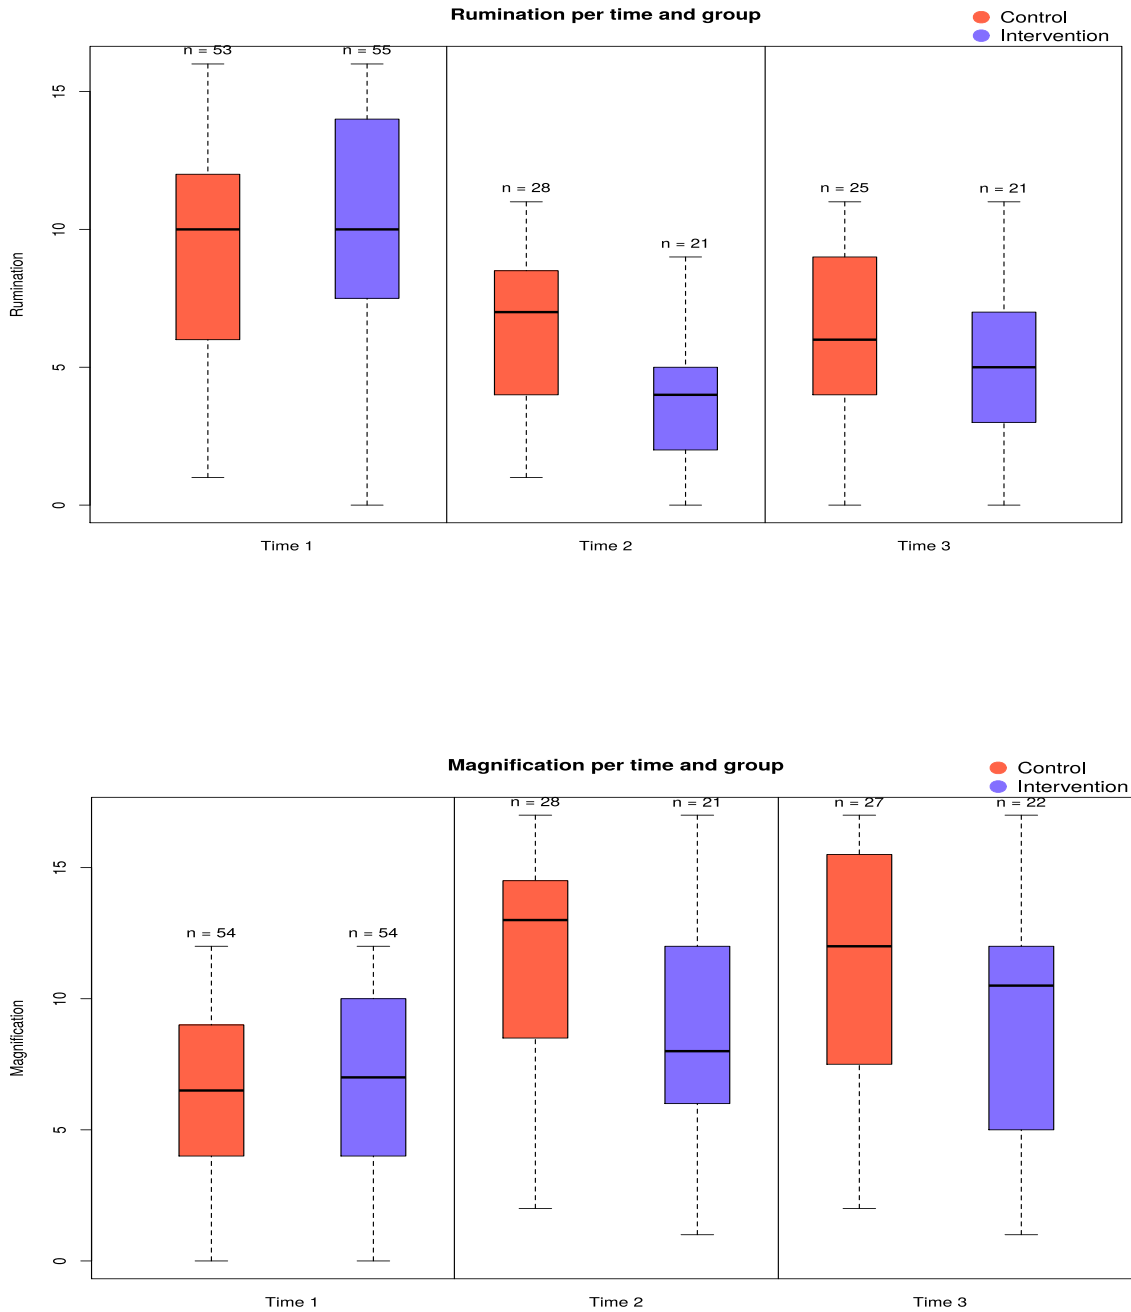 Rumination per time and group
Control
Intervention
n = 53
n = 55
n = 28
n = 21
n = 25
n = 21
15
10
5
0
Rumination
Time 1
Time 2
Time 3
Magnification per time and group
Control
Intervention
n = 54
n = 54
n = 28
n = 21
n = 27
n = 22
15
10
5
0
Magnification
Time 1
Time 2
Time 3